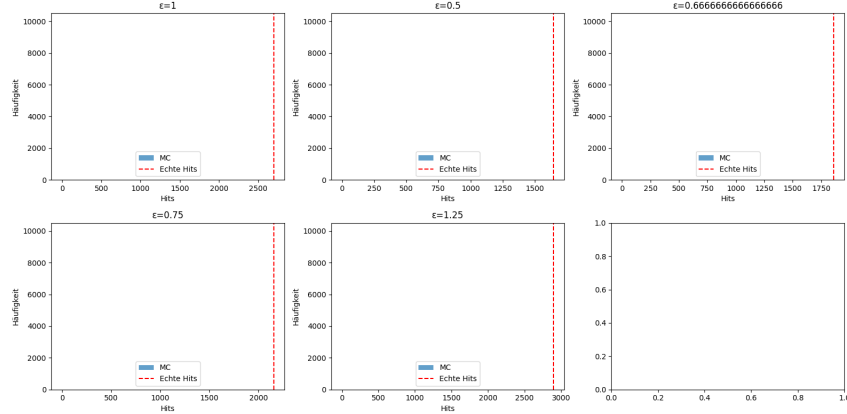 ε=1
10000
8000
6000
4000
2000
0
Häufigkeit
MC
Echte Hits
0 500 1000 1500 2000 2500
Hits
ε=0.5
10000
8000
6000
4000
2000
0
Häufigkeit
MC
Echte Hits
0 250 500 750 1000 1250 1500
Hits
ε=0.6666666666666666
10000
8000
6000
4000
2000
0
Häufigkeit
MC
Echte Hits
0 250 500 750 1000 1250 1500 1750
Hits
ε=0.75
10000
8000
6000
4000
2000
0
Häufigkeit
MC
Echte Hits
0 500 1000 1500 2000
Hits
ε=1.25
10000
8000
6000
4000
2000
0
Häufigkeit
MC
Echte Hits
0 500 1000 1500 2000 2500 3000
Hits
1.0
0.8
0.6
0.4
0.2
0.0
0.0 0.2 0.4 0.6 0.8 1.0